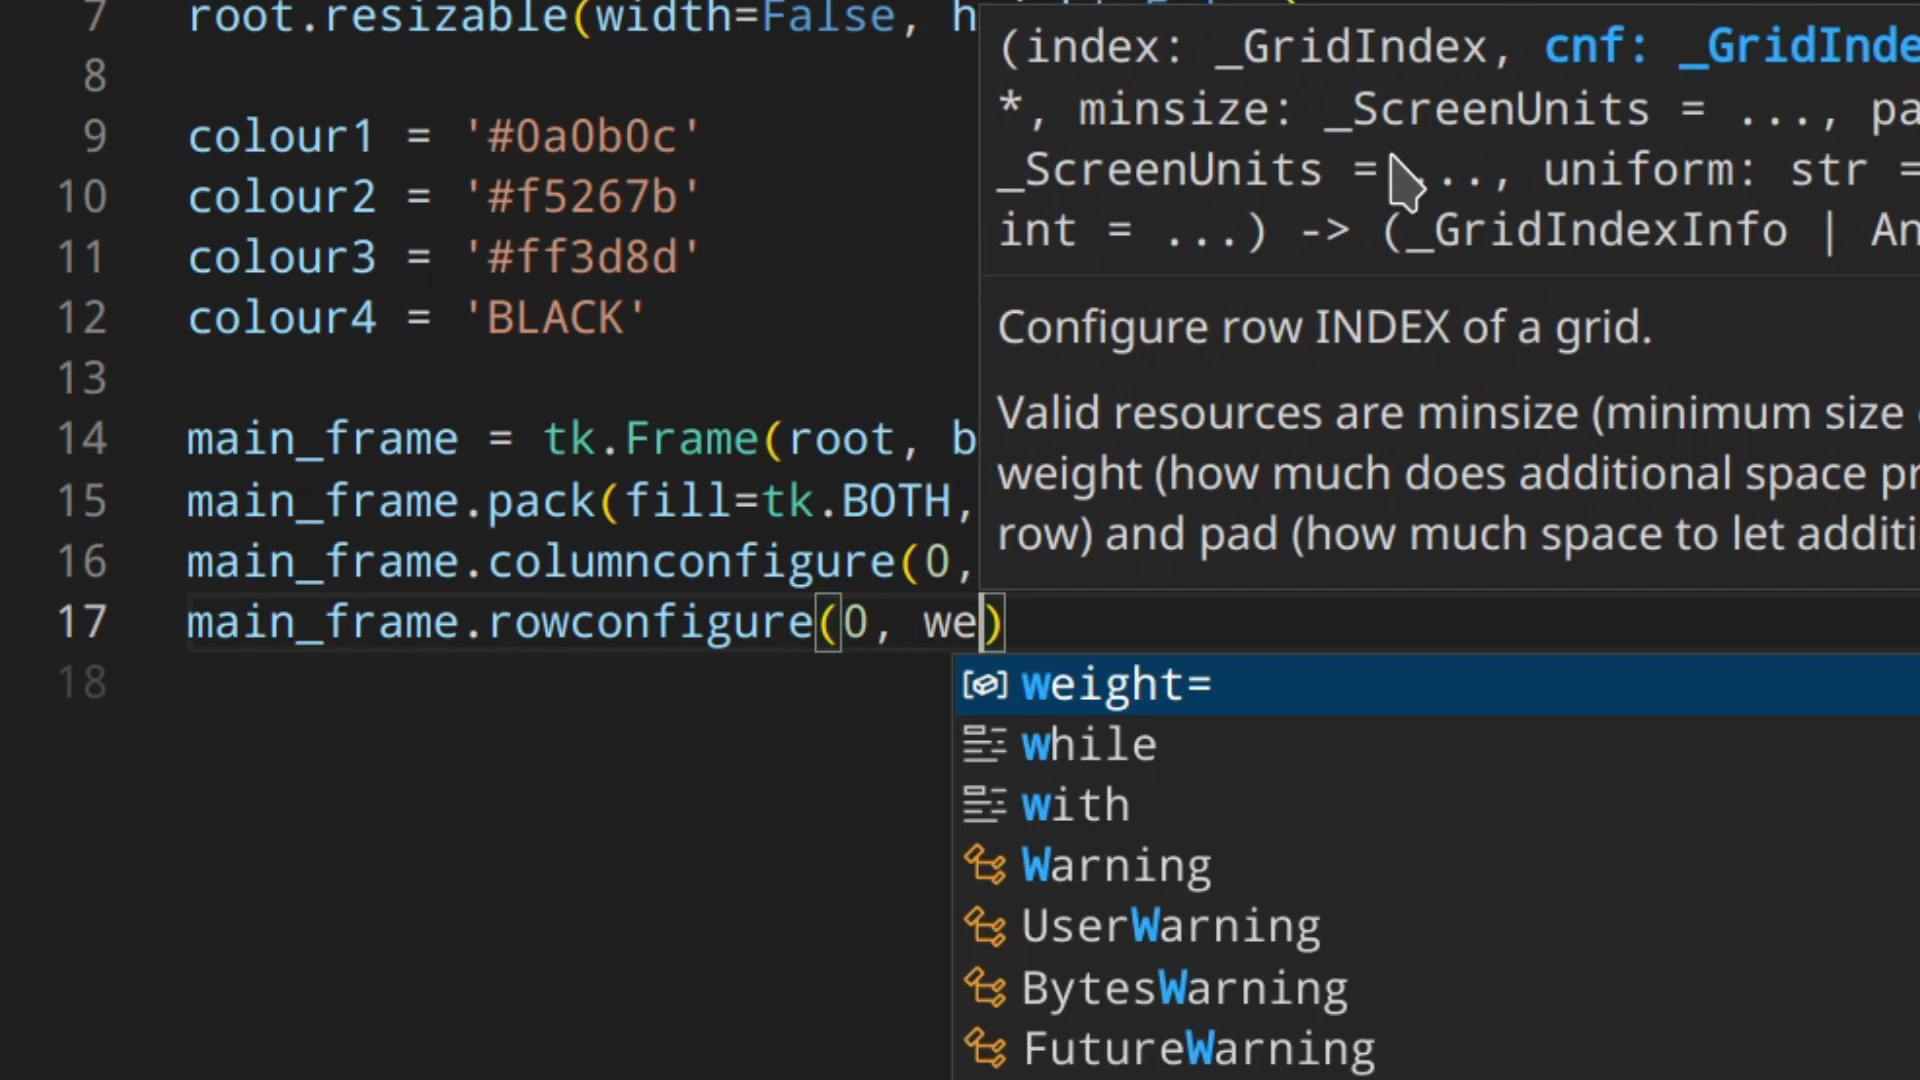 7 root.resizable(width=False, h
8
9 colour1 = '#0a0b0c'
10 colour2 = '#f5267b'
11 colour3 = '#ff3d8d'
12 colour4 = 'BLACK'
13
14 main_frame = tk.Frame(root, b
15 main_frame.pack(fill=tk.BOTH,
16 main_frame.columnconfigure(0,
17 main_frame.rowconfigure(0, we)
18
(index: _GridIndex, cnf: _GridInde
*, minsize: _ScreenUnits = ..., pa
_ScreenUnits = ..., uniform: str =
int = ...) -> (_GridIndexInfo | An
Configure row INDEX of a grid.
Valid resources are minsize (minimum size
weight (how much does additional space pr
row) and pad (how much space to let additi
weight=
while
with
Warning
UserWarning
BytesWarning
FutureWarning